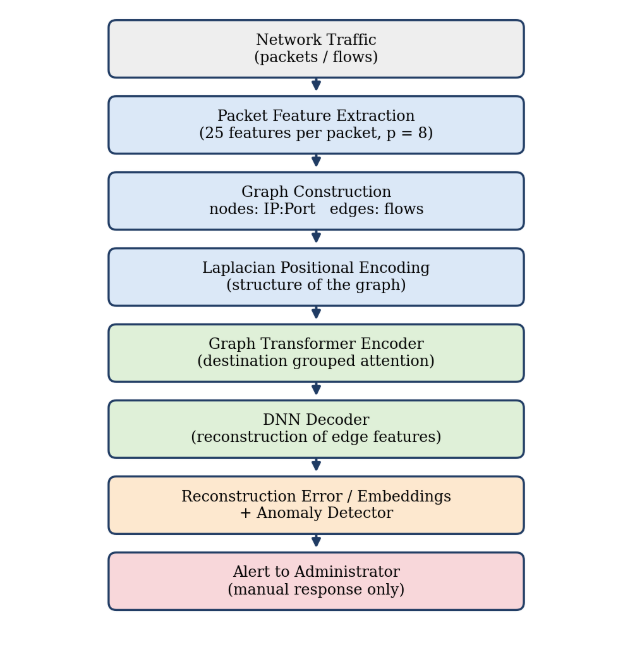 Network Traffic
(packets / flows)
Packet Feature Extraction
(25 features per packet, p = 8)
Graph Construction
nodes: IP:Port   edges: flows
Laplacian Positional Encoding
(structure of the graph)
Graph Transformer Encoder
(destination grouped attention)
DNN Decoder
(reconstruction of edge features)
Reconstruction Error / Embeddings
+ Anomaly Detector
Alert to Administrator
(manual response only)